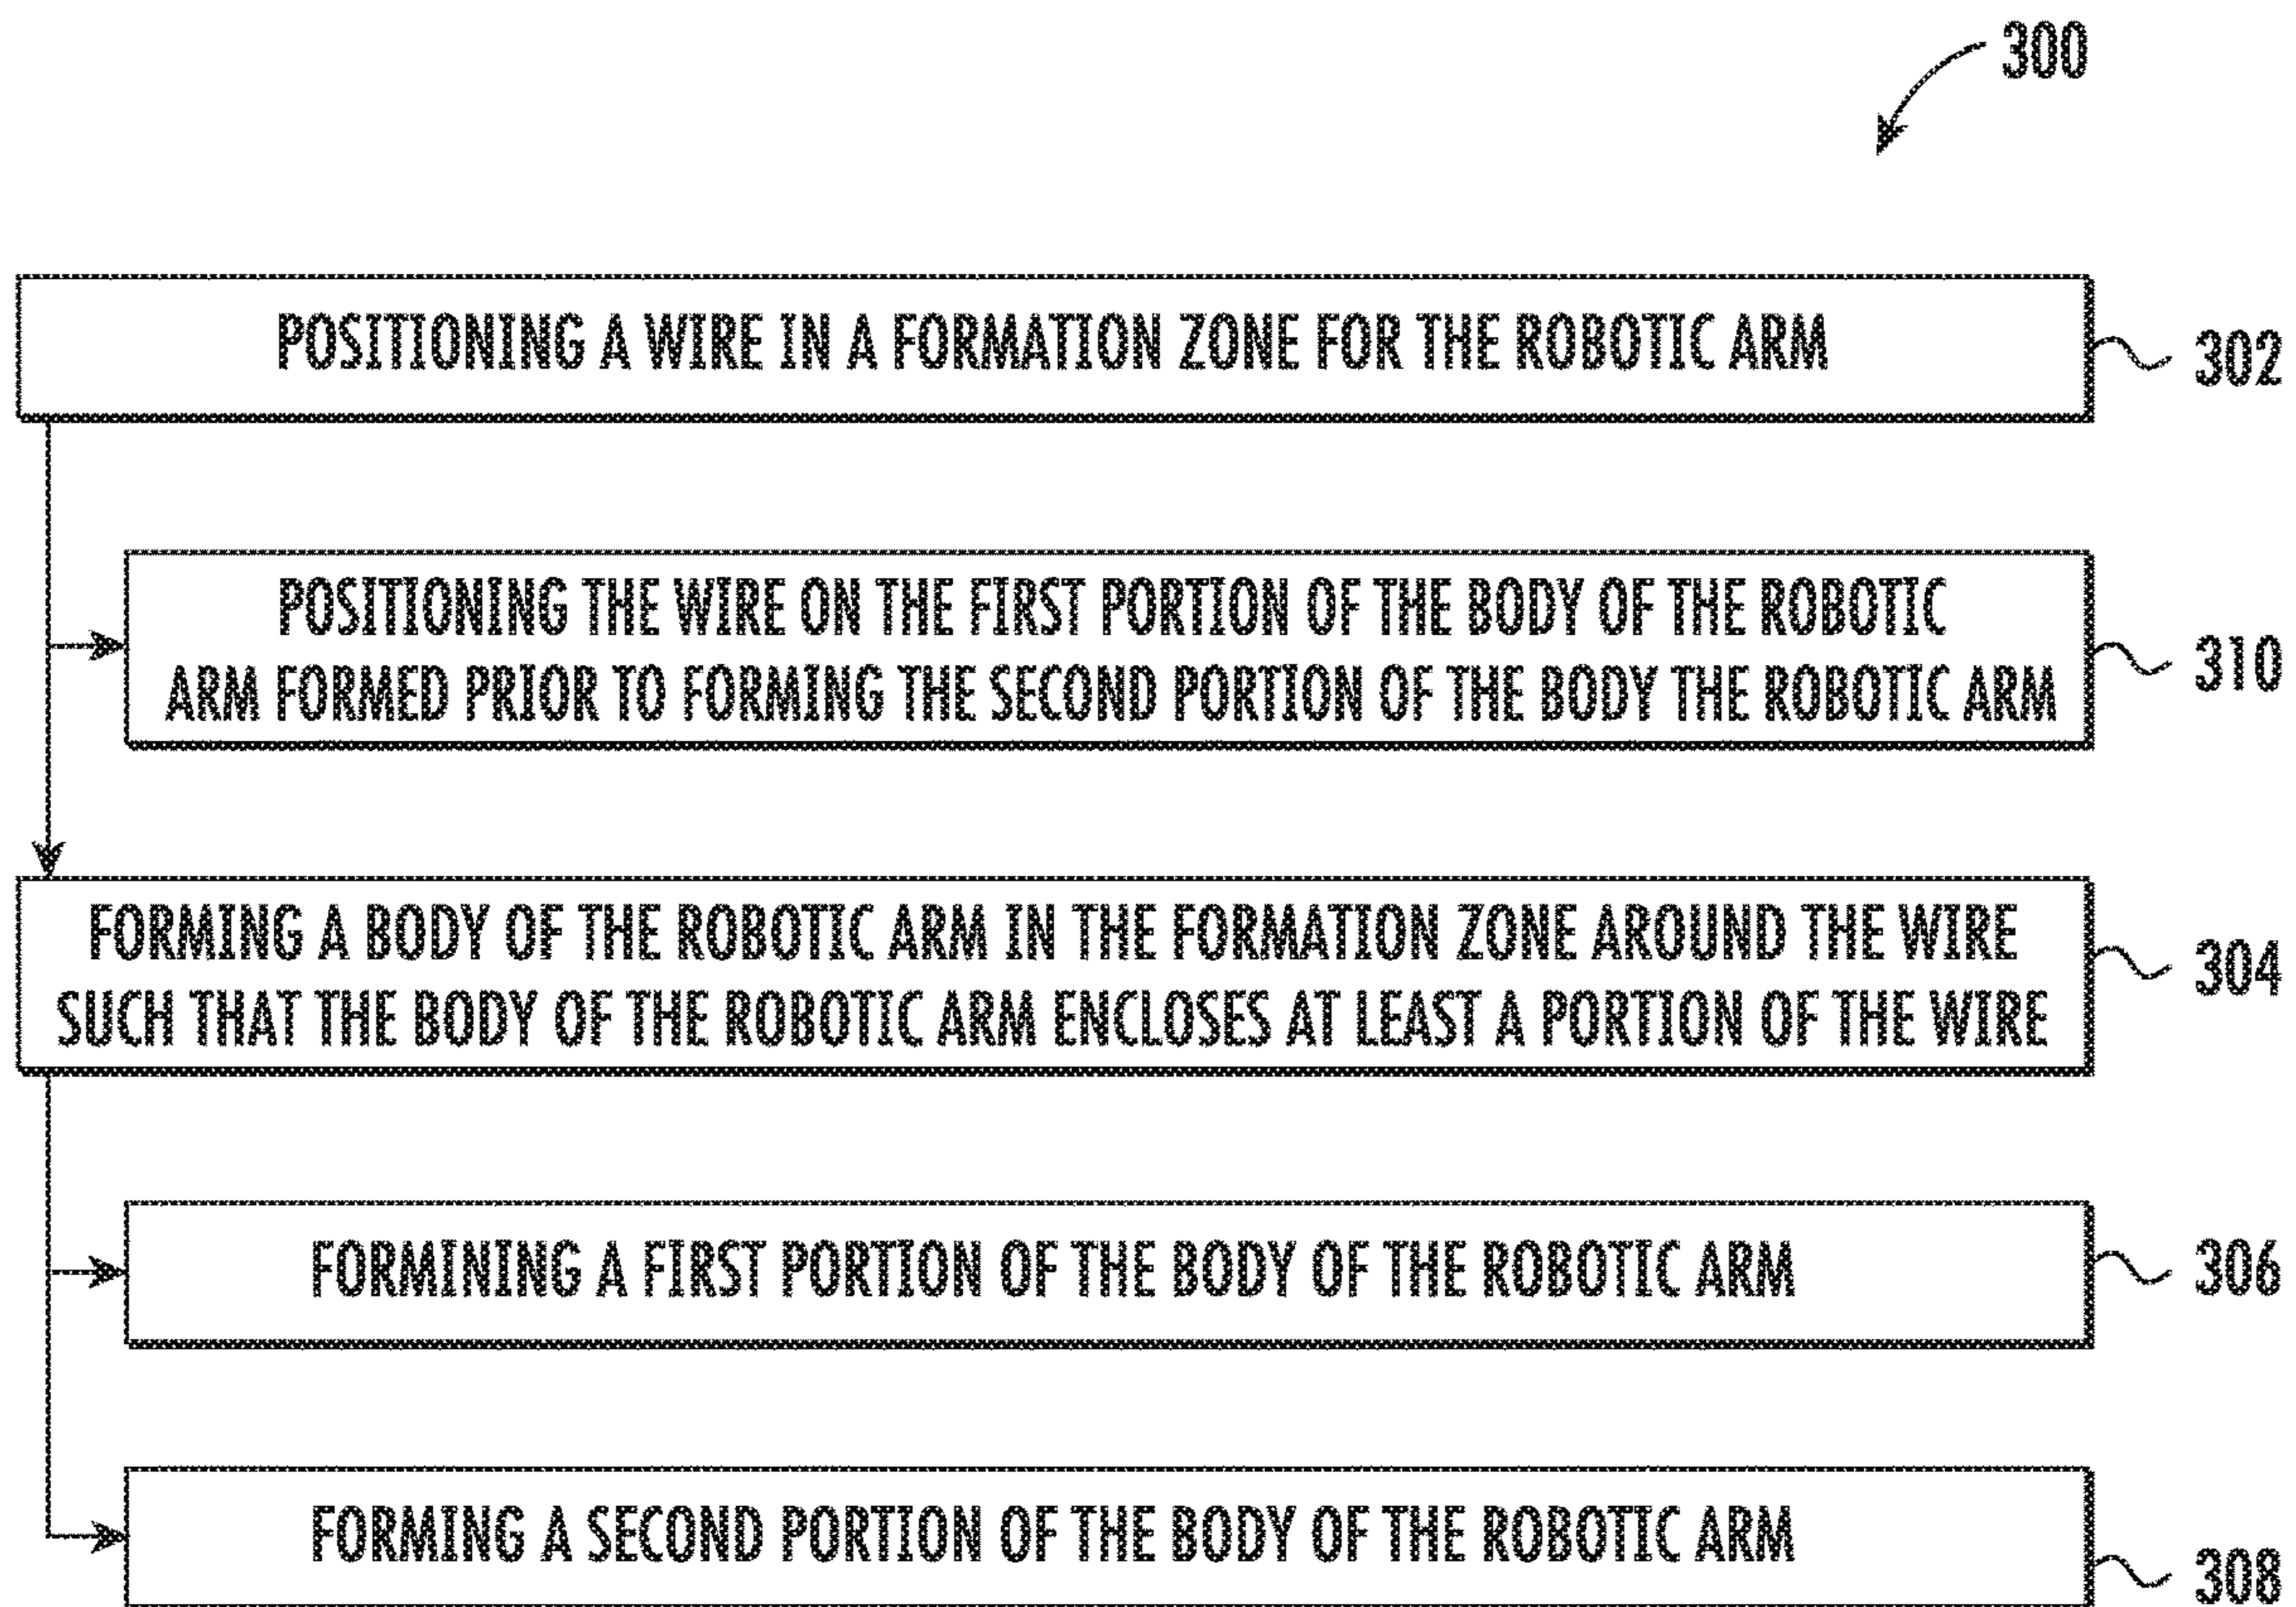 300
POSITIONING A WIRE IN A FORMATION ZONE FOR THE ROBOTIC ARM
302
POSITIONING THE WIRE ON THE FIRST PORTION OF THE BODY OF THE ROBOTIC
ARM FORMED PRIOR TO FORMING THE SECOND PORTION OF THE BODY THE ROBOTIC ARM
310
FORMING A BODY OF THE ROBOTIC ARM IN THE FORMATION ZONE AROUND THE WIRE
SUCH THAT THE BODY OF THE ROBOTIC ARM ENCLOSES AT LEAST A PORTION OF THE WIRE
304
FORMINING A FIRST PORTION OF THE BODY OF THE ROBOTIC ARM
306
FORMING A SECOND PORTION OF THE BODY OF THE ROBOTIC ARM
308